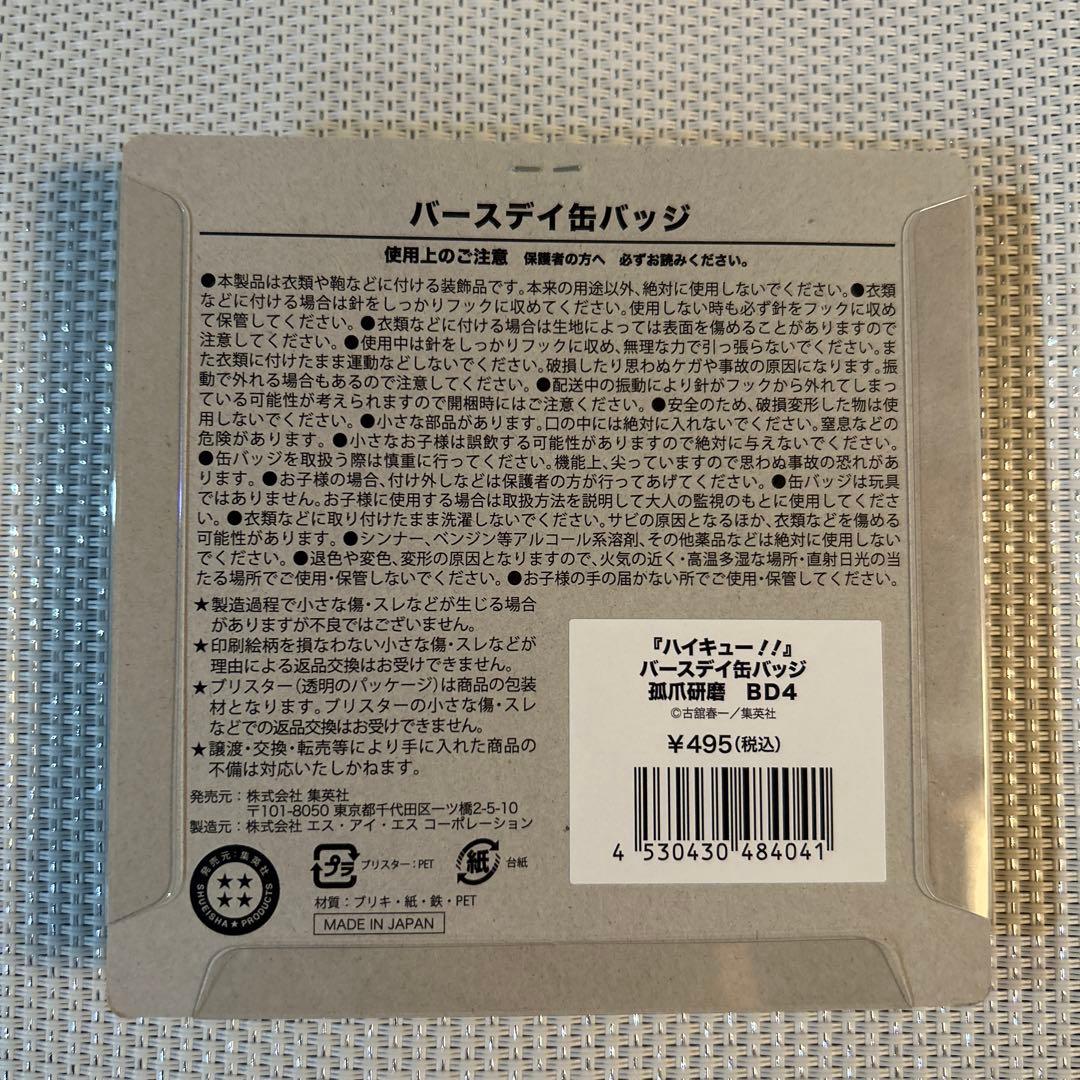 バースデイ缶バッジ
使用上のご注意 保護者の方へ 必ずお読みください。
●本製品は衣類や鞄などに付ける装飾品です。本来の用途以外、絶対に使用しないでください。●衣類
などに付ける場合は針をしっかりフックに収めてください。使用しない時も必ず針をフックに収め
て保管してください。●衣類などに付ける場合は生地によっては表面を傷めることがありますので
注意してください。●使用中は針をしっかりフックに収め、無理な力で引っ張らないでください。ま
た衣類に付けたまま運動などしないでください。破損したり思わぬケガや事故の原因になります。振
動で外れる場合もあるので注意してください。●配送中の振動により針がフックから外れてしまっ
ている可能性が考えられますので開梱時にはご注意ください。●安全のため、破損変形した物は使
用しないでください。●小さな部品があります。口の中には絶対に入れないでください。窒息などの
危険があります。●小さなお子様は誤飲する可能性がありますので絶対に与えないでください。
●缶バッジを取扱う際は慎重に行ってください。機能上、尖っていますので思わぬ事故の恐れがあ
ります。●お子様の場合、付け外しなどは保護者の方が行ってあげてください。●缶バッジは玩具
ではありません。お子様に使用する場合は取扱方法を説明して大人の監視のもとに使用してくださ
い。●衣類などに取り付けたまま洗濯しないでください。サビの原因となるほか、衣類などを傷める
可能性があります。●シンナー、ベンジン等アルコール系溶剤、その他薬品などは絶対に使用しない
でください。●退色や変色、変形の原因となりますので、火気の近く・高温多湿な場所・直射日光の当
たる場所でご使用・保管しないでください。●お子様の手の届かない所でご使用・保管してください。
★製造過程で小さな傷・スレなどが生じる場合
がありますが不良ではございません。
★印刷絵柄を損なわない小さな傷・スレなどが
理由による返品交換はお受けできません。
★ブリスター(透明のパッケージ)は商品の包装
材となります。ブリスターの小さな傷・スレ
などでの返品交換はお受けできません。
★譲渡・交換・転売等により手に入れた商品の
不備は対応いたしかねます。
発売元:株式会社 集英社
〒101-8050 東京都千代田区一ツ橋2-5-10
製造元:株式会社 エス・アイ・エス コーポレーション
発売元:集英社
SHUEISHA★PRODUCTS
プラ ブリスター:PET 紙 台紙
材質:ブリキ・紙・鉄・PET
MADE IN JAPAN
『ハイキュー!!』
バースデイ缶バッジ
孤爪研磨 BD4
©古舘春一/集英社
¥495(税込)
4 530430 484041